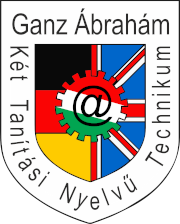 Ganz Ábrahám
Két Tanítási Nyelvű Technikum
@